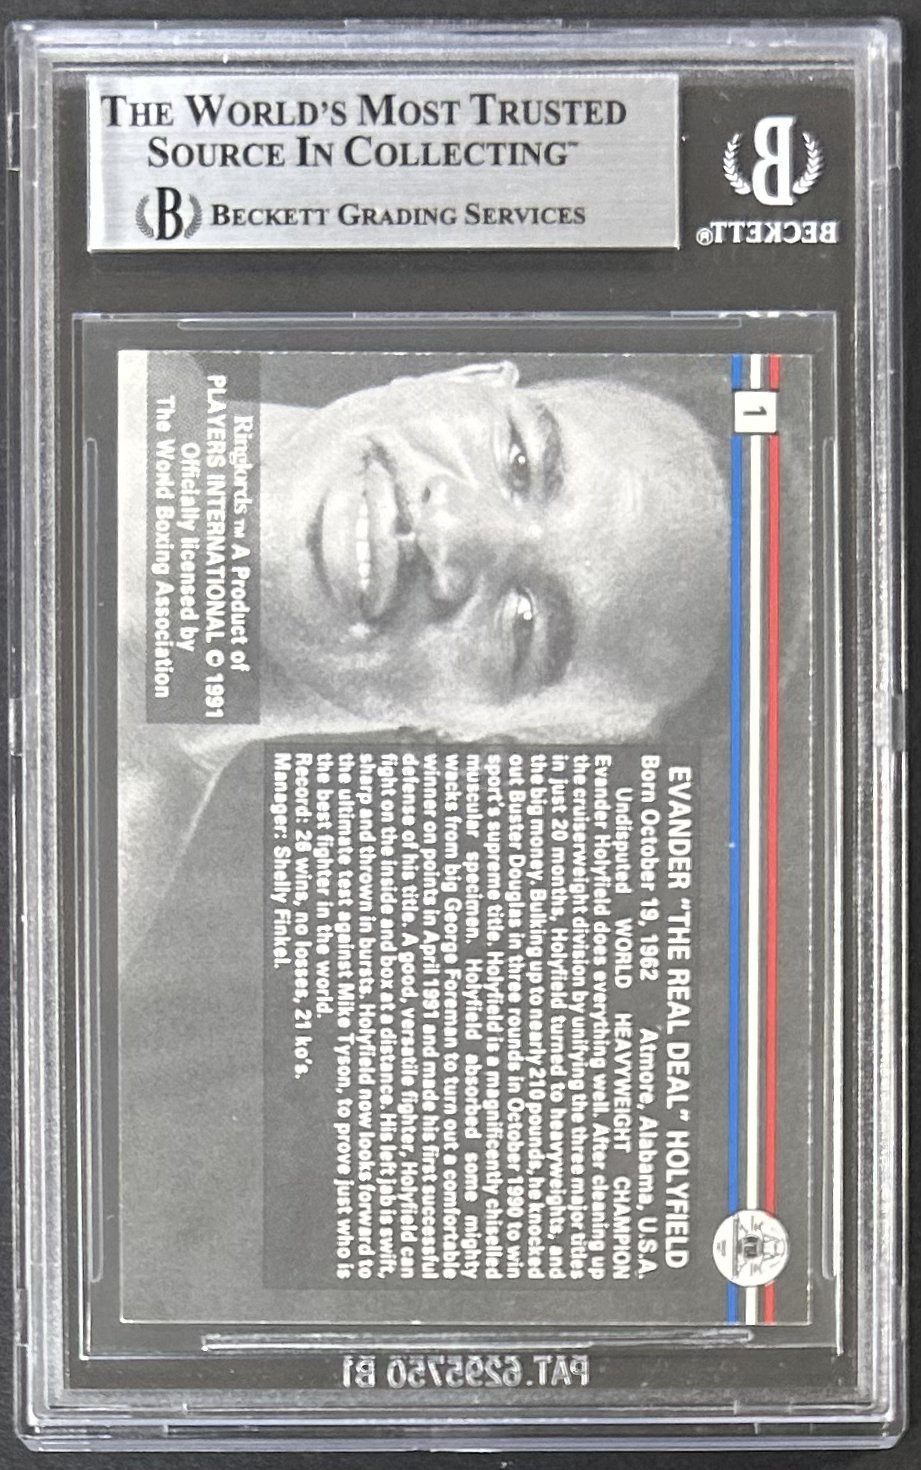 THE WORLD'S MOST TRUSTED
SOURCE IN COLLECTING™
B BECKETT GRADING SERVICES
B
BECKETT®
1
EVANDER "THE REAL DEAL" HOLYFIELD
Born October 19, 1962 Atmore, Alabama, U.S.A.
Undisputed WORLD HEAVYWEIGHT CHAMPION
Evander Holyfield does everything well. After cleaning up
the cruiserweight division by unifying the three major titles
in just 20 months, Holyfield turned to heavyweights, and
the big money. Bulking up to nearly 210 pounds, he knocked
out Buster Douglas in three rounds in October 1990 to win
sport's supreme title. Holyfield is a magnificently chiselled
muscular specimen. Holyfield absorbed some mighty
wacks from big George Foreman to turn out a comfortable
winner on points in April 1991 and made his first successful
defense of his title. A good, versatile fighter, Holyfield can
fight on the inside and box at a distance. His left jab is swift,
sharp and thrown in bursts. Holyfield now looks forward to
the ultimate test against Mike Tyson, to prove just who is
the best fighter in the world.
Record: 26 wins, no losses, 21 ko's.
Manager: Shelly Finkel.
Ringlords TM A Product of
PLAYERS INTERNATIONAL © 1991
Officially licensed by
The World Boxing Association
PAT. 6295750 B1